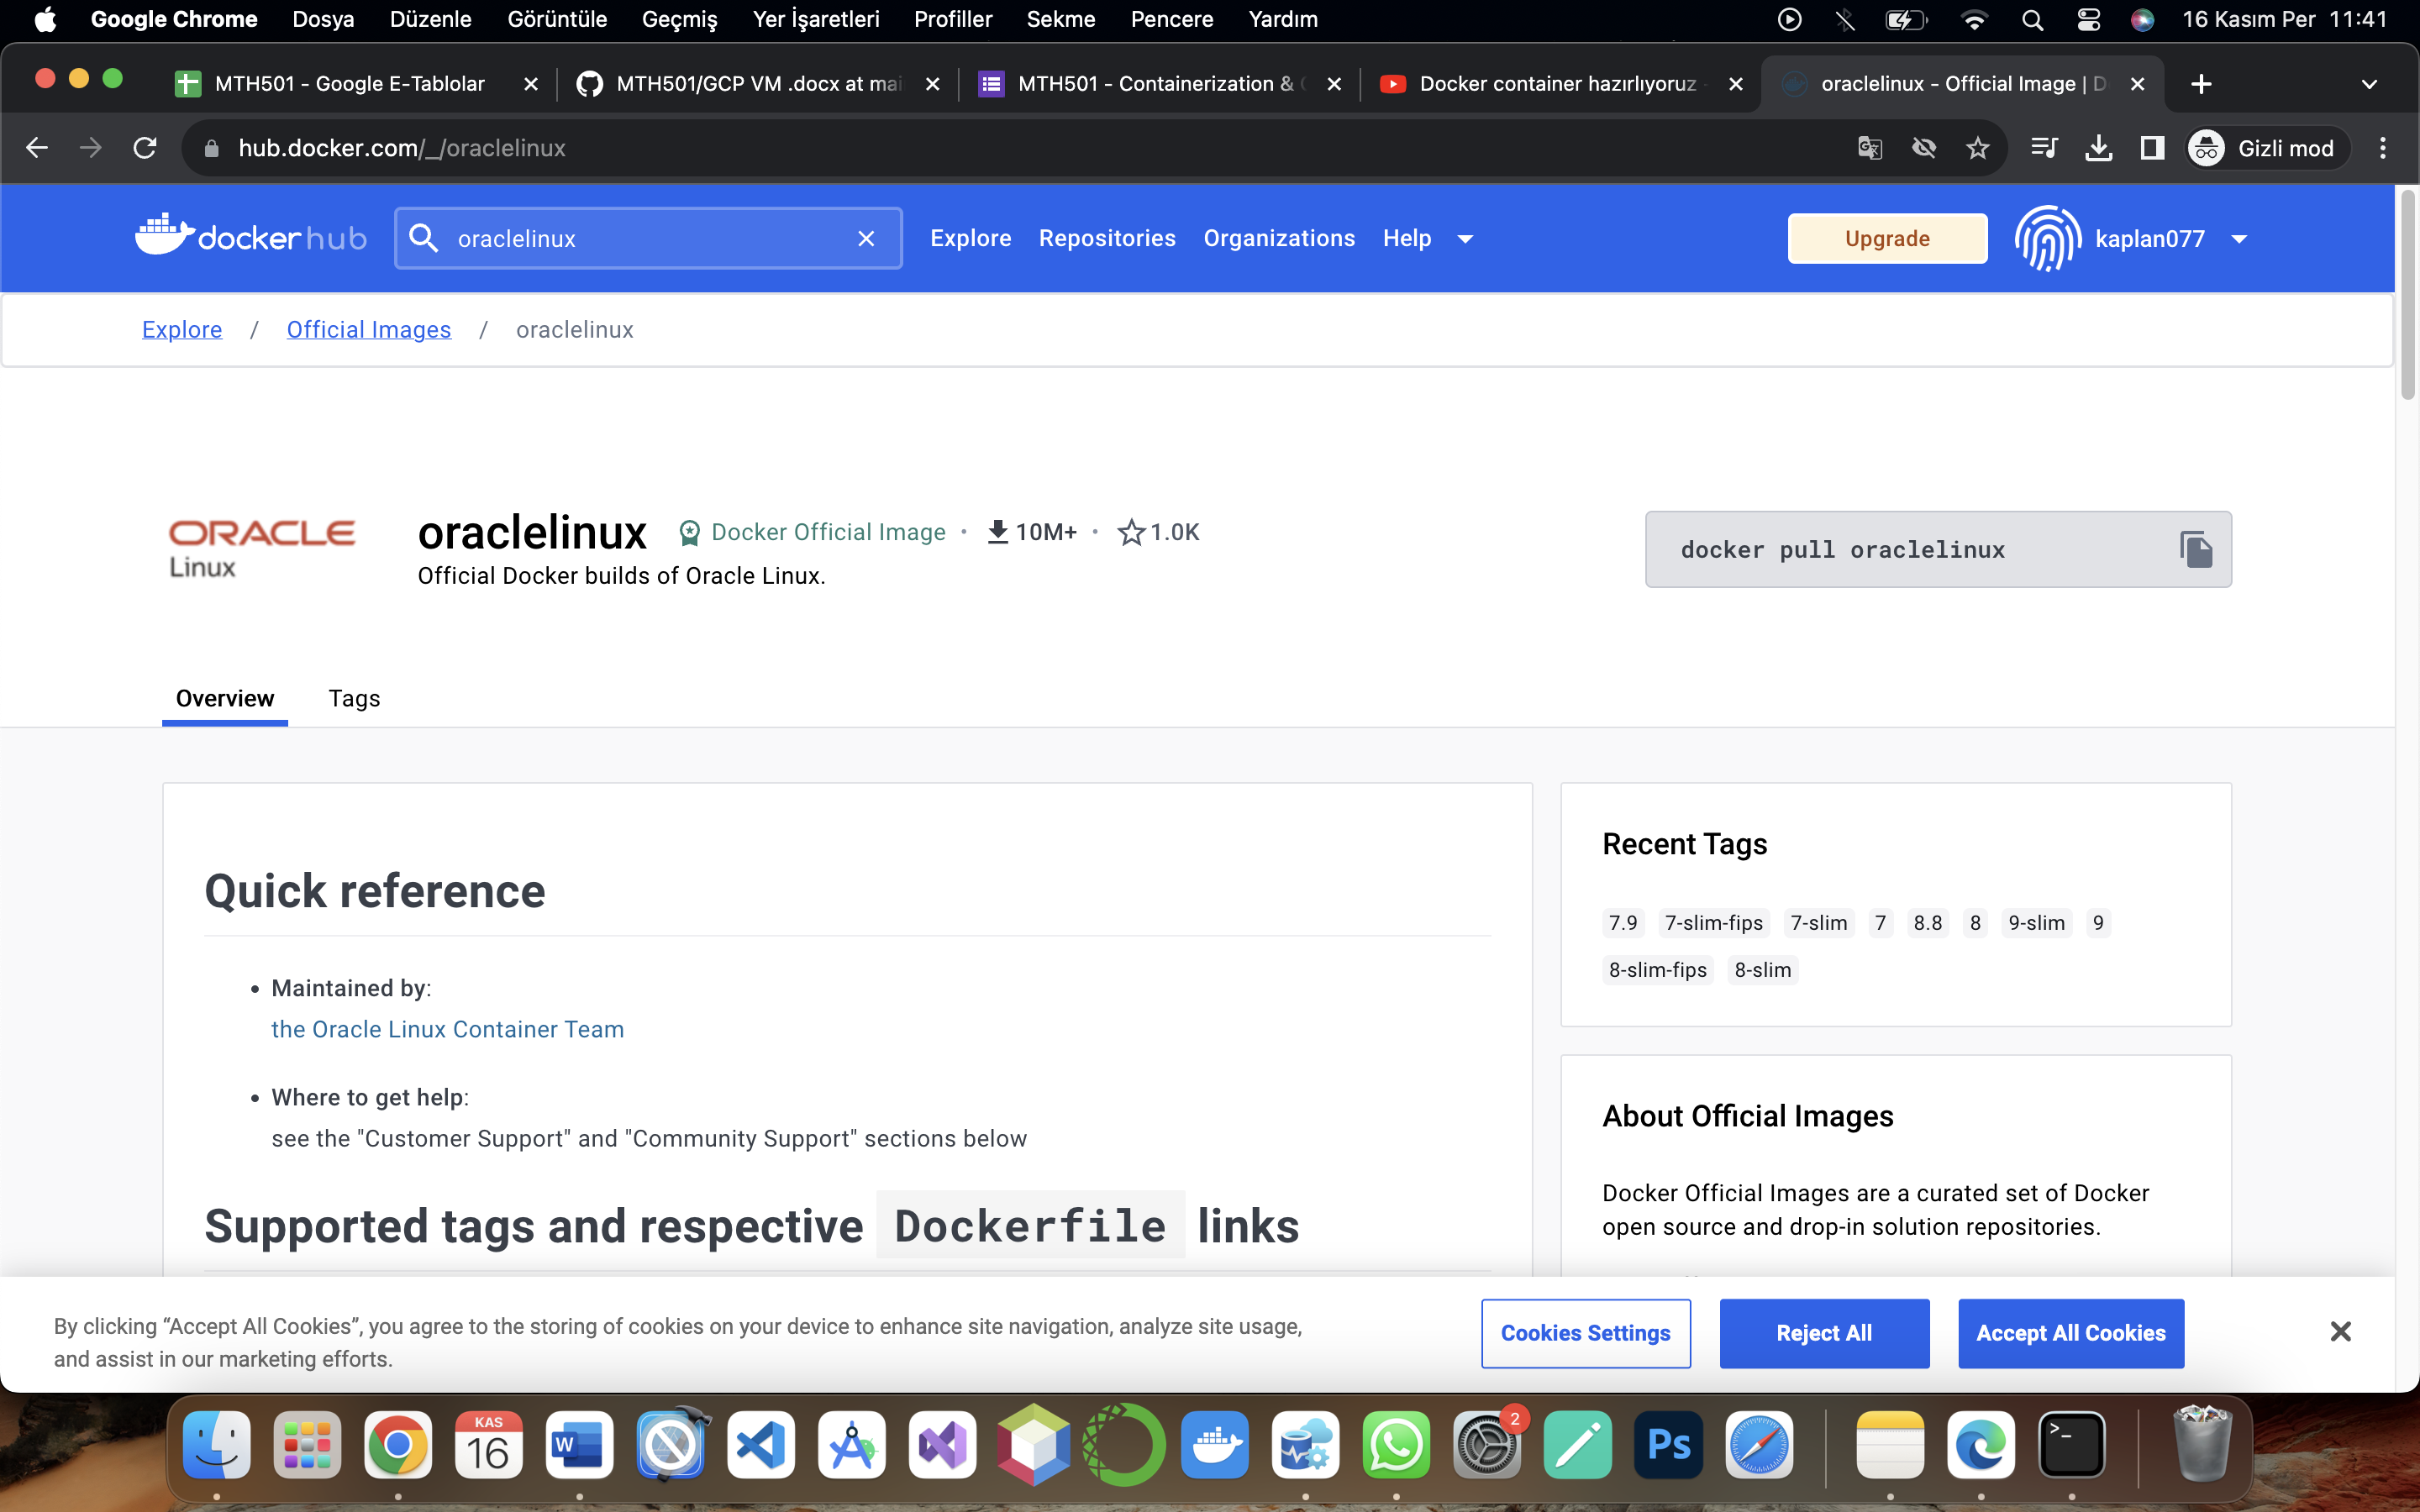 Google Chrome Dosya Düzenle Görüntüle Geçmiş Yer İşaretleri Profiller Sekme Pencere Yardım 16 Kasım Per 11:41
MTH501 - Google E-Tablolar MTH501/GCP VM .docx at mai MTH501 - Containerization & Docker container hazırlıyoruz oraclelinux - Official Image | D
hub.docker.com/_/oraclelinux Gizli mod
docker hub oraclelinux Explore Repositories Organizations Help Upgrade kaplan077
Explore / Official Images / oraclelinux
ORACLE
Linux
oraclelinux Docker Official Image · 10M+ · 1.0K
Official Docker builds of Oracle Linux.
docker pull oraclelinux
Overview Tags
Quick reference
• Maintained by:
the Oracle Linux Container Team
• Where to get help:
see the "Customer Support" and "Community Support" sections below
Supported tags and respective Dockerfile links
Recent Tags
7.9 7-slim-fips 7-slim 7 8.8 8 9-slim 9
8-slim-fips 8-slim
About Official Images
Docker Official Images are a curated set of Docker
open source and drop-in solution repositories.
By clicking “Accept All Cookies”, you agree to the storing of cookies on your device to enhance site navigation, analyze site usage,
and assist in our marketing efforts.
Cookies Settings Reject All Accept All Cookies
KAS
16
W
2
Ps
>_